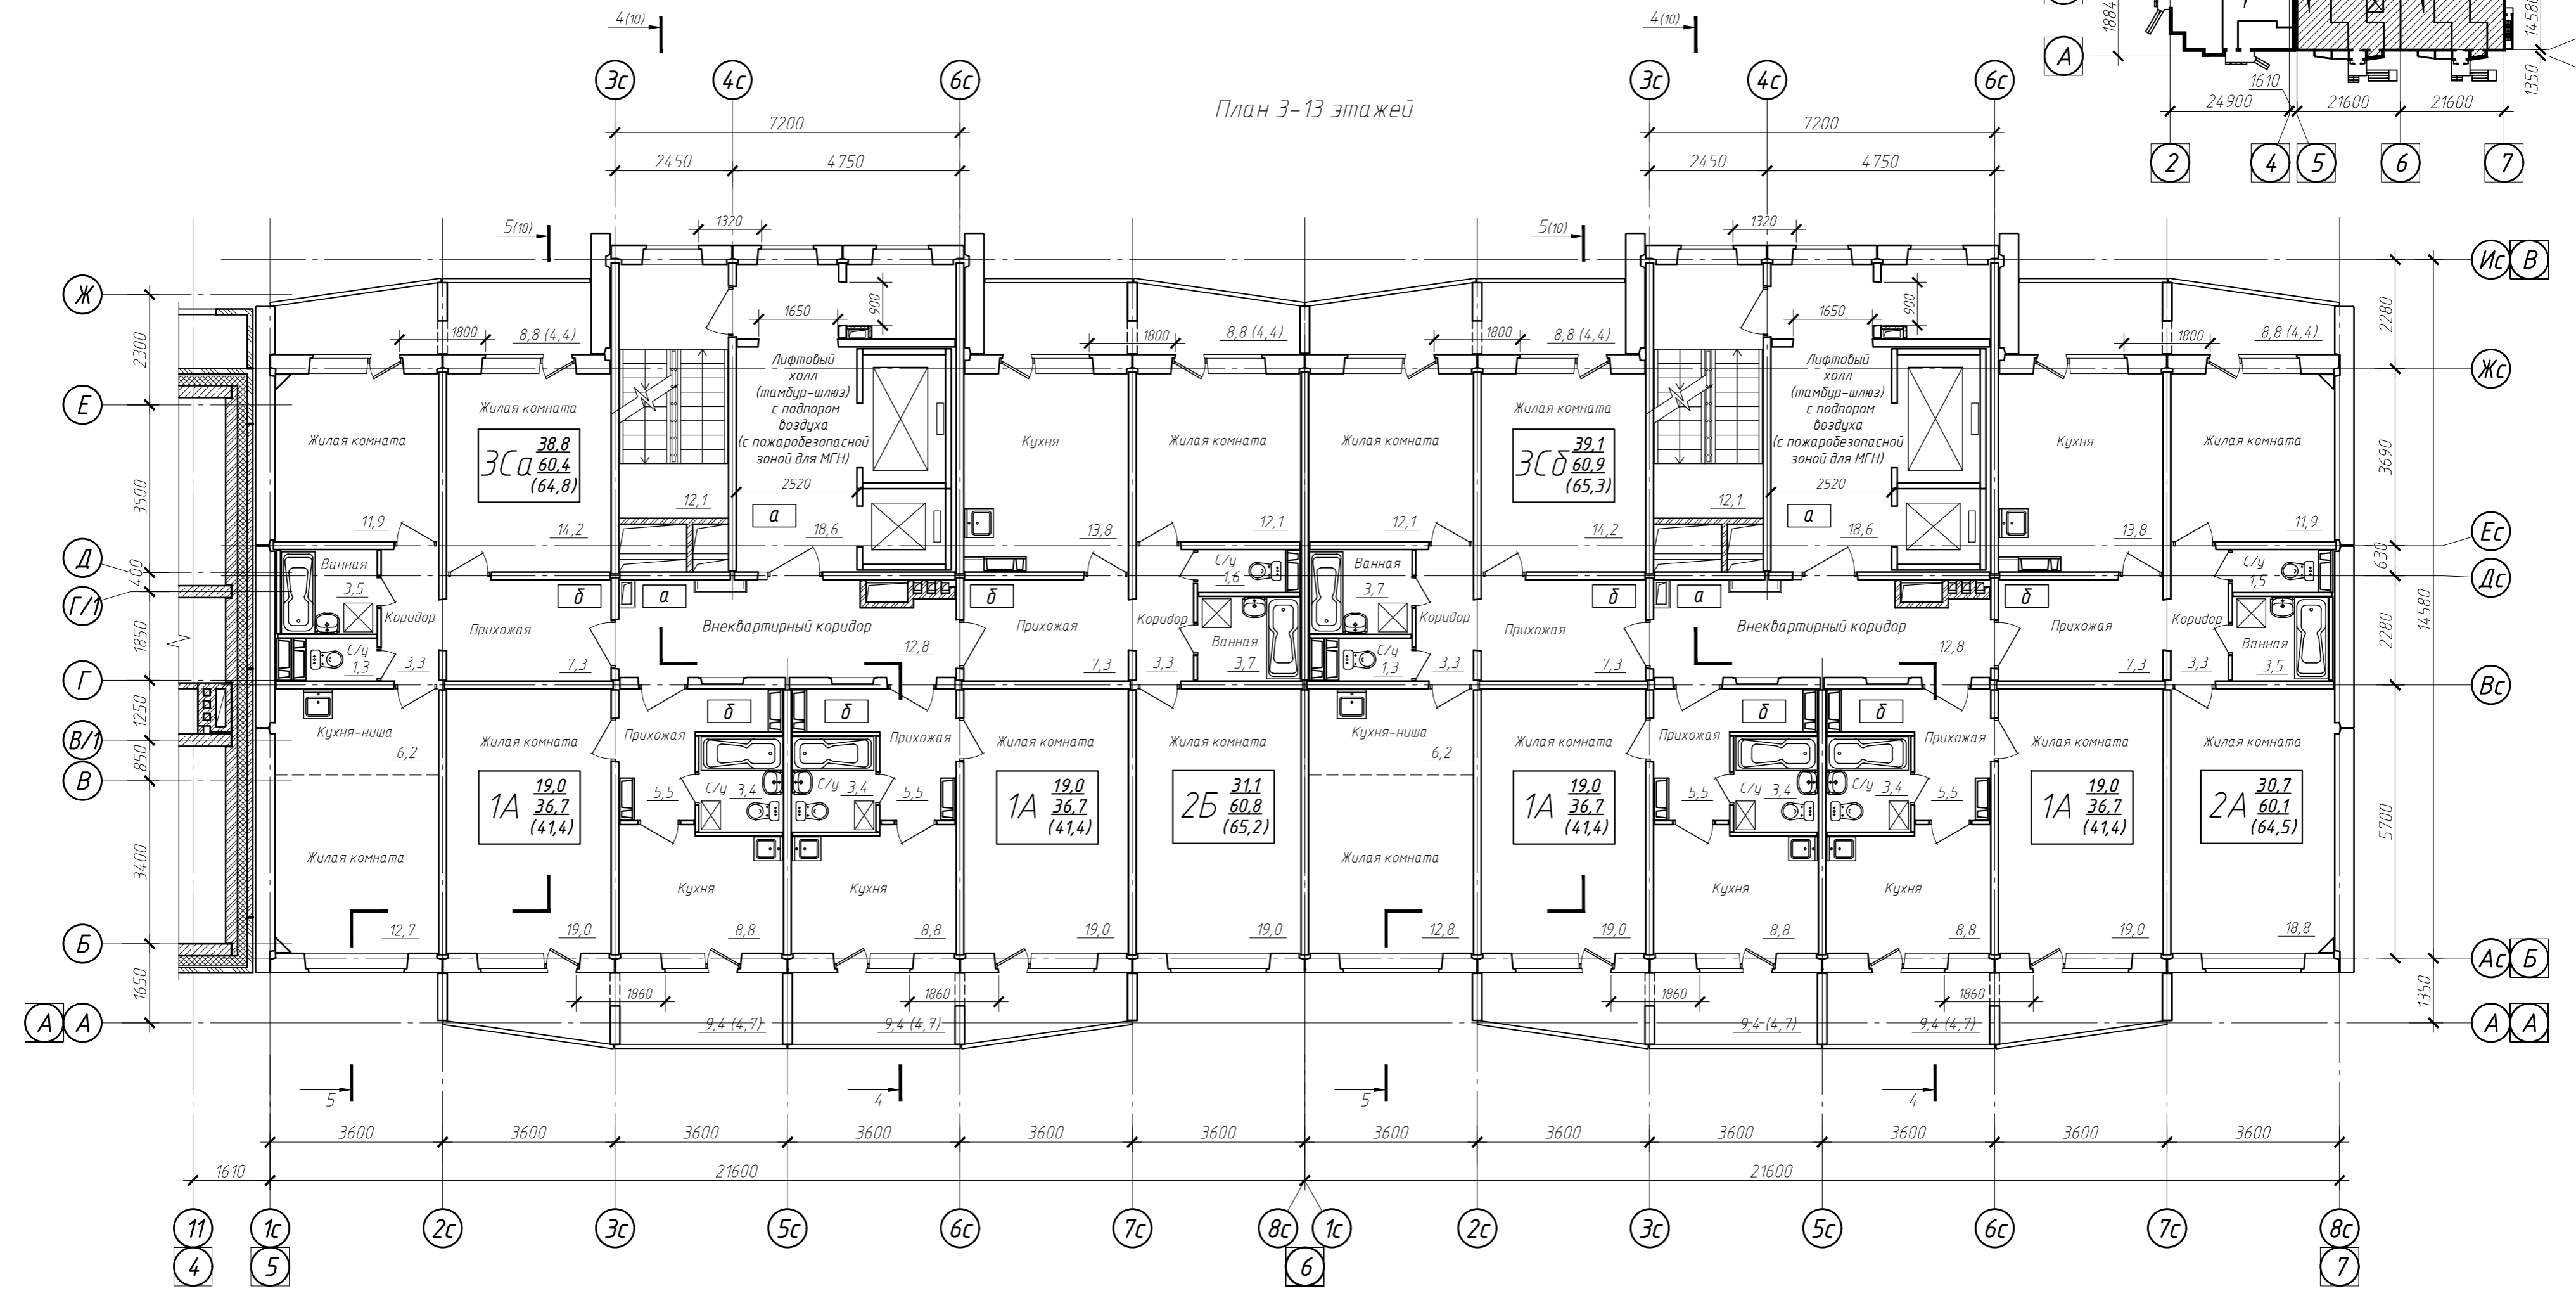 4(10)
4(10)
План 3-13 этажей
3с
4с
6с
3с
4с
6с
А
1884
1610
24900
21600
21600
14580
1350
2
4
5
6
7
7200
2450
4750
7200
2450
4750
5(10)
1320
5(10)
1320
Ж
Е
Д
Г/1
Г
В/1
В
Б
А
А
2300
3500
400
1850
1250
850
3400
1650
Ис
В
Жс
Ес
Дс
Вс
Ас
Б
А
А
2280
3690
630
2280
5700
14580
1350
1800
8,8 (4,4)
1650
900
1800
8,8 (4,4)
1800
8,8 (4,4)
1650
900
1800
8,8 (4,4)
Жилая комната
11,9
Жилая комната
3Са
38,8
60,4
(64,8)
14,2
12,1
Лифтовый
холл
(тамбур-шлюз)
с подпором
воздуха
(с пожаробезопасной
зоной для МГН)
2520
а
18,6
Кухня
13,8
Жилая комната
12,1
Жилая комната
12,1
Жилая комната
3Сб
39,1
60,9
(65,3)
14,2
12,1
Лифтовый
холл
(тамбур-шлюз)
с подпором
воздуха
(с пожаробезопасной
зоной для МГН)
2520
а
18,6
Кухня
13,8
Жилая комната
11,9
Ванная
3,5
С/у
1,3
Коридор
3,3
Прихожая
7,3
б
а
Внеквартирный коридор
12,8
б
Прихожая
7,3
Коридор
3,3
С/у
1,6
Ванная
3,7
Ванная
3,7
С/у
1,3
Коридор
3,3
Прихожая
7,3
б
а
Внеквартирный коридор
12,8
б
Прихожая
7,3
Коридор
3,3
С/у
1,5
Ванная
3,5
Кухня-ниша
6,2
Жилая комната
12,7
Жилая комната
1А
19,0
36,7
(41,4)
19,0
Прихожая
5,5
б
С/у
3,4
Кухня
8,8
б
С/у
3,4
Прихожая
5,5
Кухня
8,8
Жилая комната
1А
19,0
36,7
(41,4)
19,0
Жилая комната
2Б
31,1
60,8
(65,2)
19,0
Кухня-ниша
6,2
Жилая комната
12,8
Жилая комната
1А
19,0
36,7
(41,4)
19,0
Прихожая
5,5
б
С/у
3,4
Кухня
8,8
б
С/у
3,4
Прихожая
5,5
Кухня
8,8
Жилая комната
1А
19,0
36,7
(41,4)
19,0
Жилая комната
2А
30,7
60,1
(64,5)
18,8
1860
1860
1860
1860
9,4 (4,7)
9,4 (4,7)
9,4 (4,7)
9,4 (4,7)
5
4
5
4
3600
3600
3600
3600
3600
3600
3600
3600
3600
3600
3600
3600
1610
21600
21600
11
1с
2с
3с
5с
6с
7с
8с
1с
2с
3с
5с
6с
7с
8с
4
5
6
7